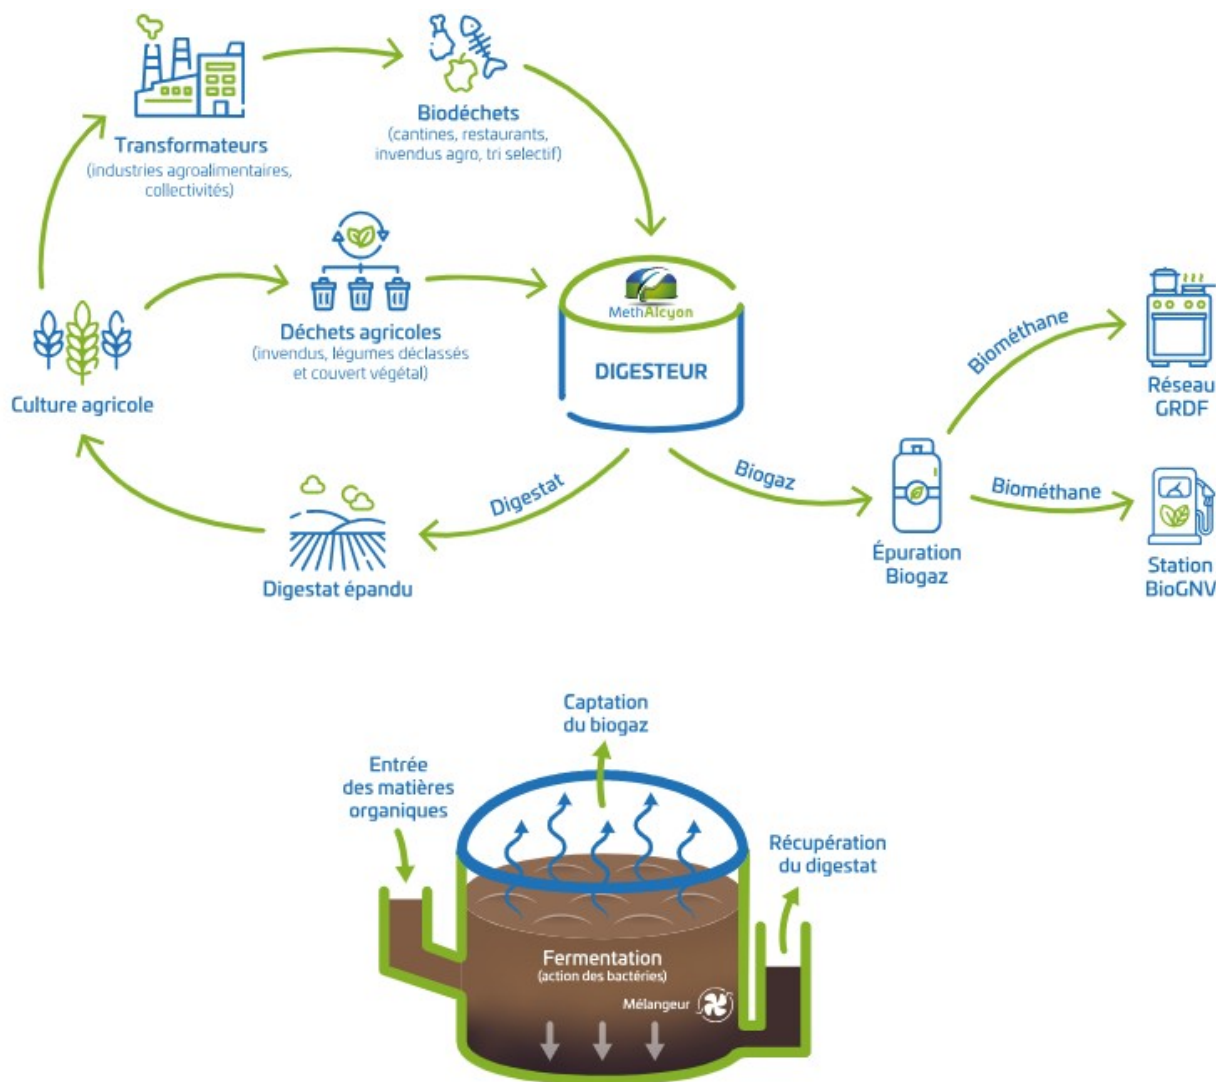 Transformateurs
(industries agroalimentaires,
collectivités)
Biodéchets
(cantines, restaurants,
invendus agro, tri selectif)
Déchets agricoles
(invendus, légumes déclassés
et couvert végétal)
Culture agricole
MethAlcyon
DIGESTEUR
Digestat
Digestat épandu
Biogaz
Épuration
Biogaz
Biométhane
Réseau
GRDF
Biométhane
Station
BioGNV
Captation
du biogaz
Entrée
des matières
organiques
Récupération
du digestat
Fermentation
(action des bactéries)
Mélangeur